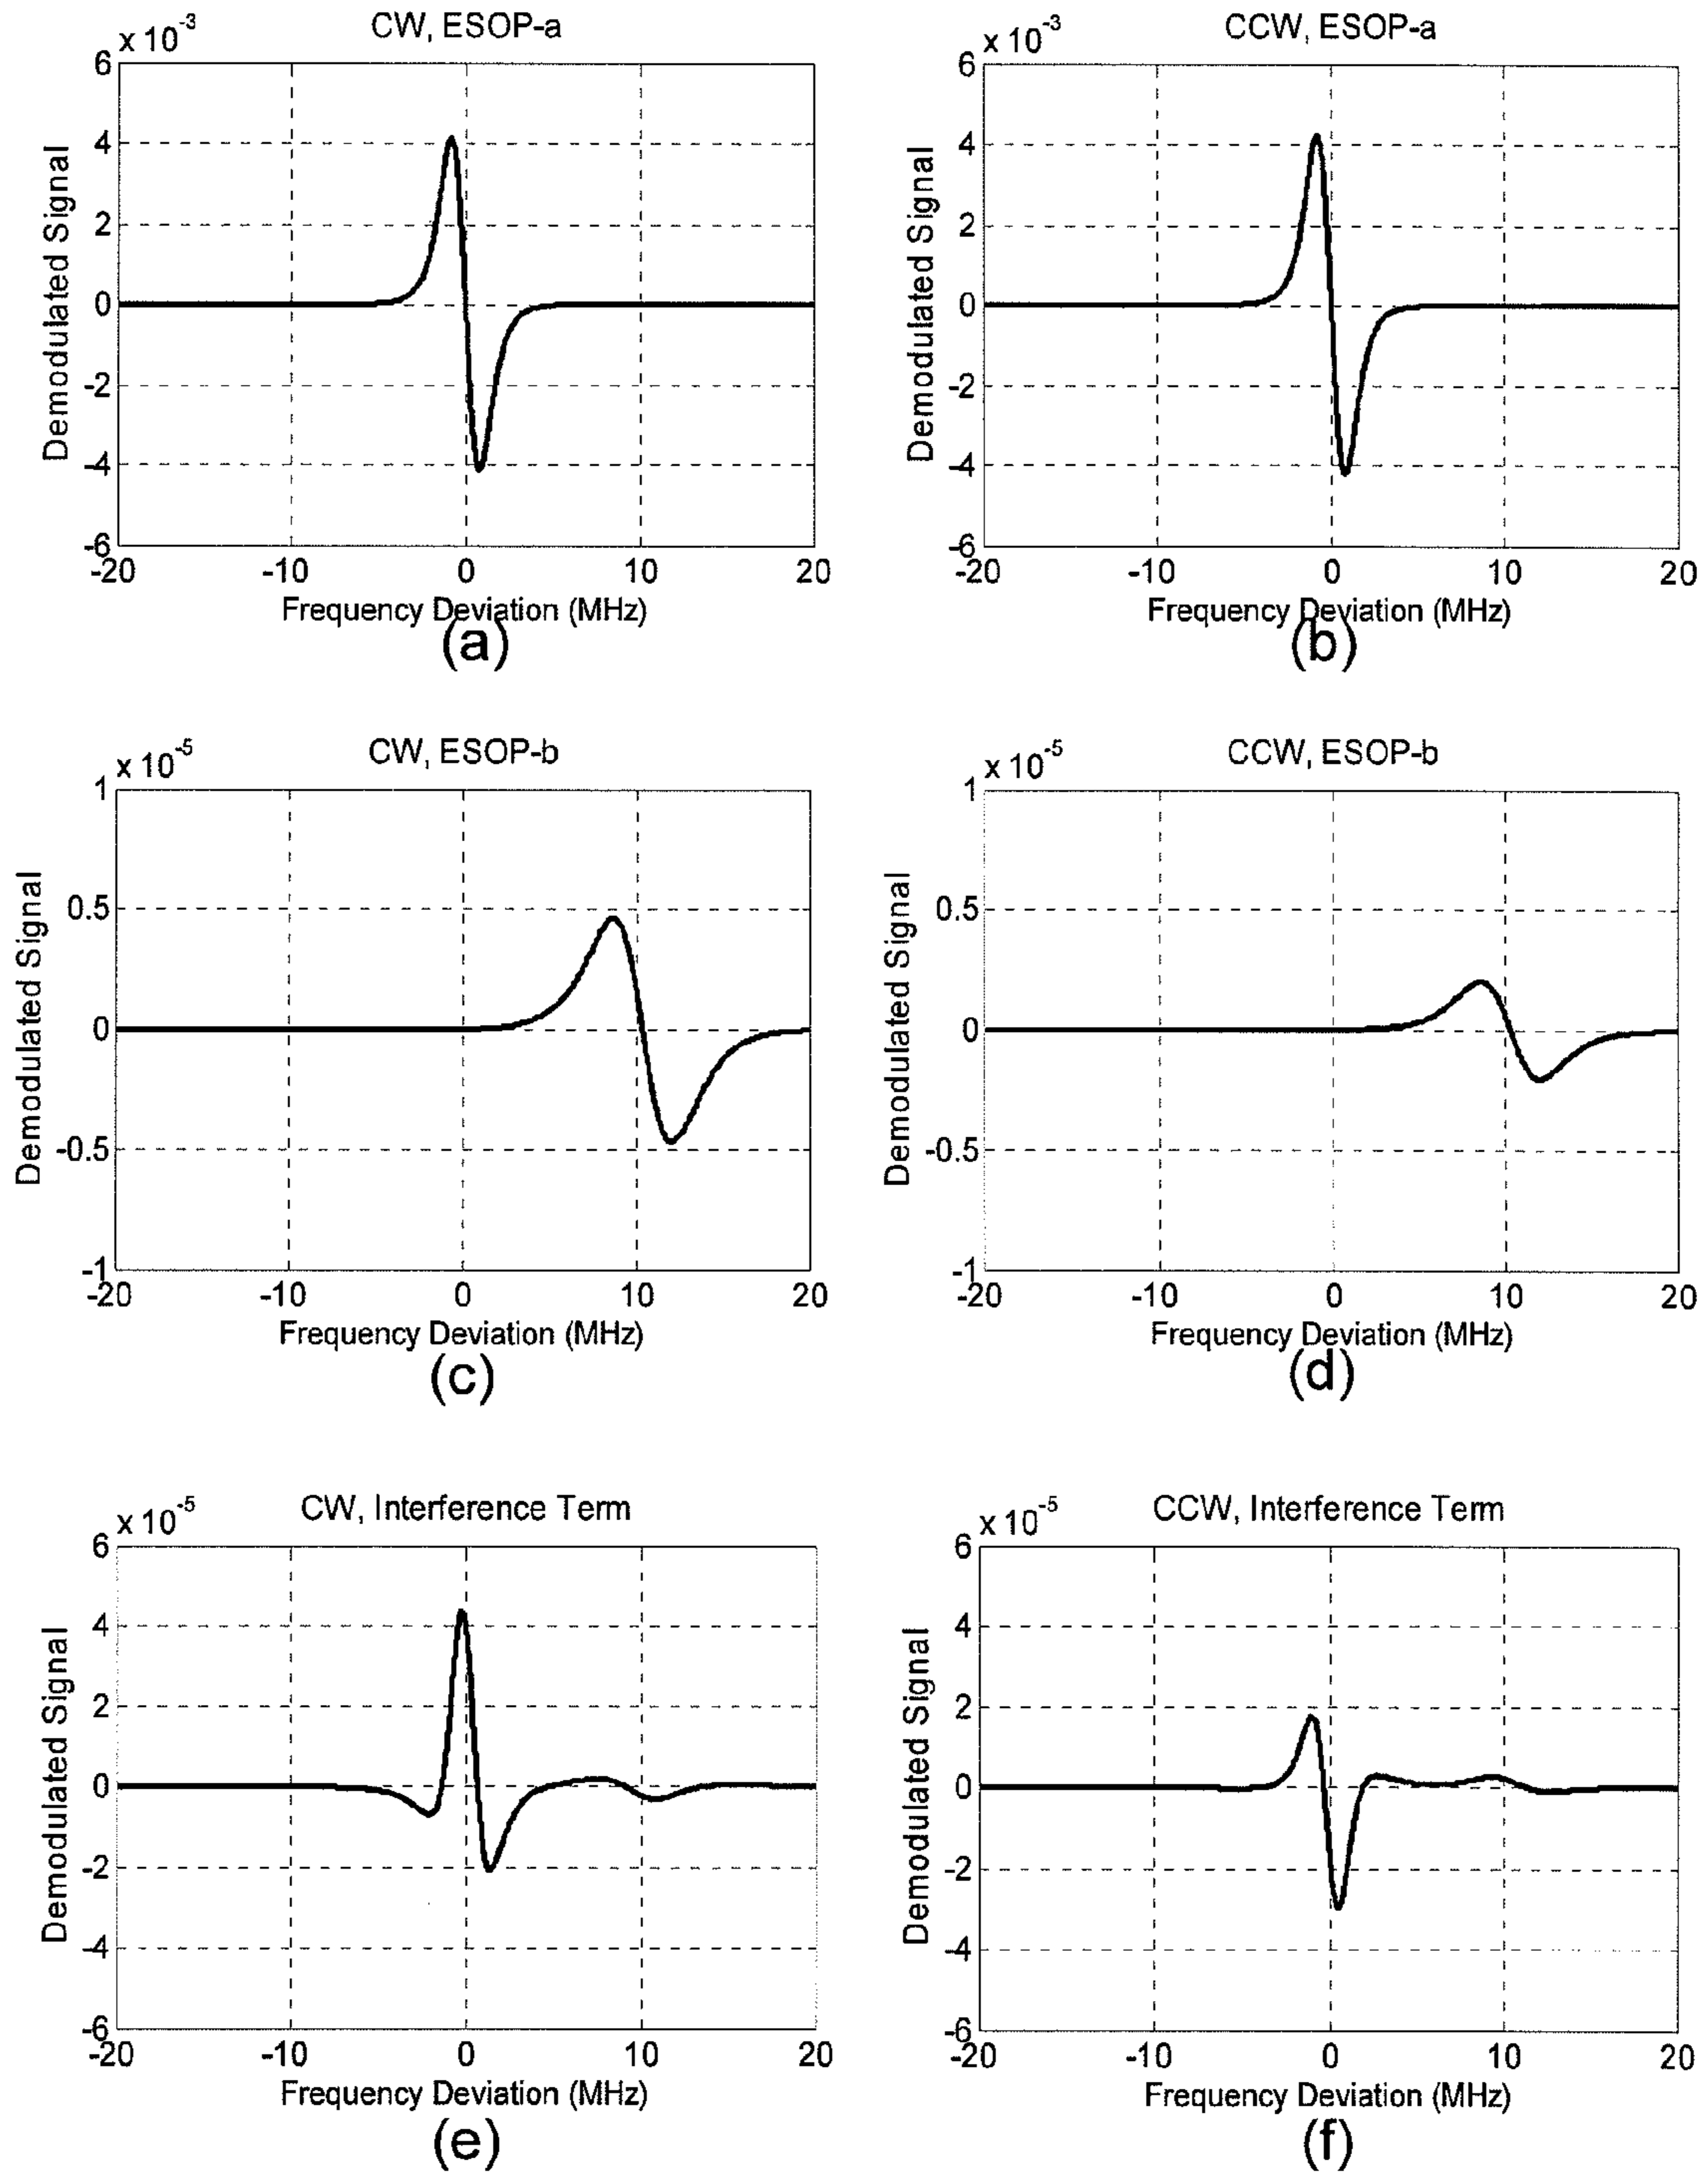 CW, ESOP-a
x 10-3
6
4
2
0
-2
-4
-6
Demodulated Signal
-20 -10 0 10 20
Frequency Deviation (MHz)
(a)
CCW, ESOP-a
x 10-3
6
4
2
0
-2
-4
-6
Demodulated Signal
-20 -10 0 10 20
Frequency Deviation (MHz)
(b)
CW, ESOP-b
x 10-5
1
0.5
0
-0.5
-1
Demodulated Signal
-20 -10 0 10 20
Frequency Deviation (MHz)
(c)
CCW, ESOP-b
x 10-5
1
0.5
0
-0.5
-1
Demodulated Signal
-20 -10 0 10 20
Frequency Deviation (MHz)
(d)
CW, Interference Term
x 10-5
6
4
2
0
-2
-4
-6
Demodulated Signal
-20 -10 0 10 20
Frequency Deviation (MHz)
(e)
CCW, Interference Term
x 10-5
6
4
2
0
-2
-4
-6
Demodulated Signal
-20 -10 0 10 20
Frequency Deviation (MHz)
(f)